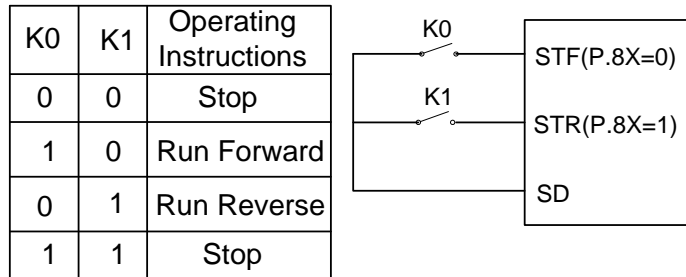 K0 K1 Operating
Instructions
0 0 Stop
1 0 Run Forward
0 1 Run Reverse
1 1 Stop
K0
STF(P.8X=0)
K1
STR(P.8X=1)
SD